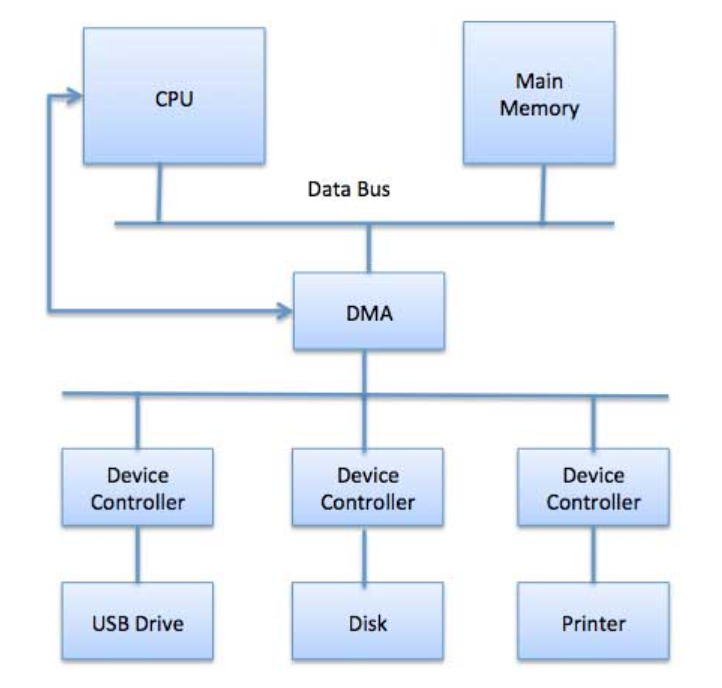 CPU
Main
Memory
Data Bus
DMA
Device
Controller
Device
Controller
Device
Controller
USB Drive
Disk
Printer